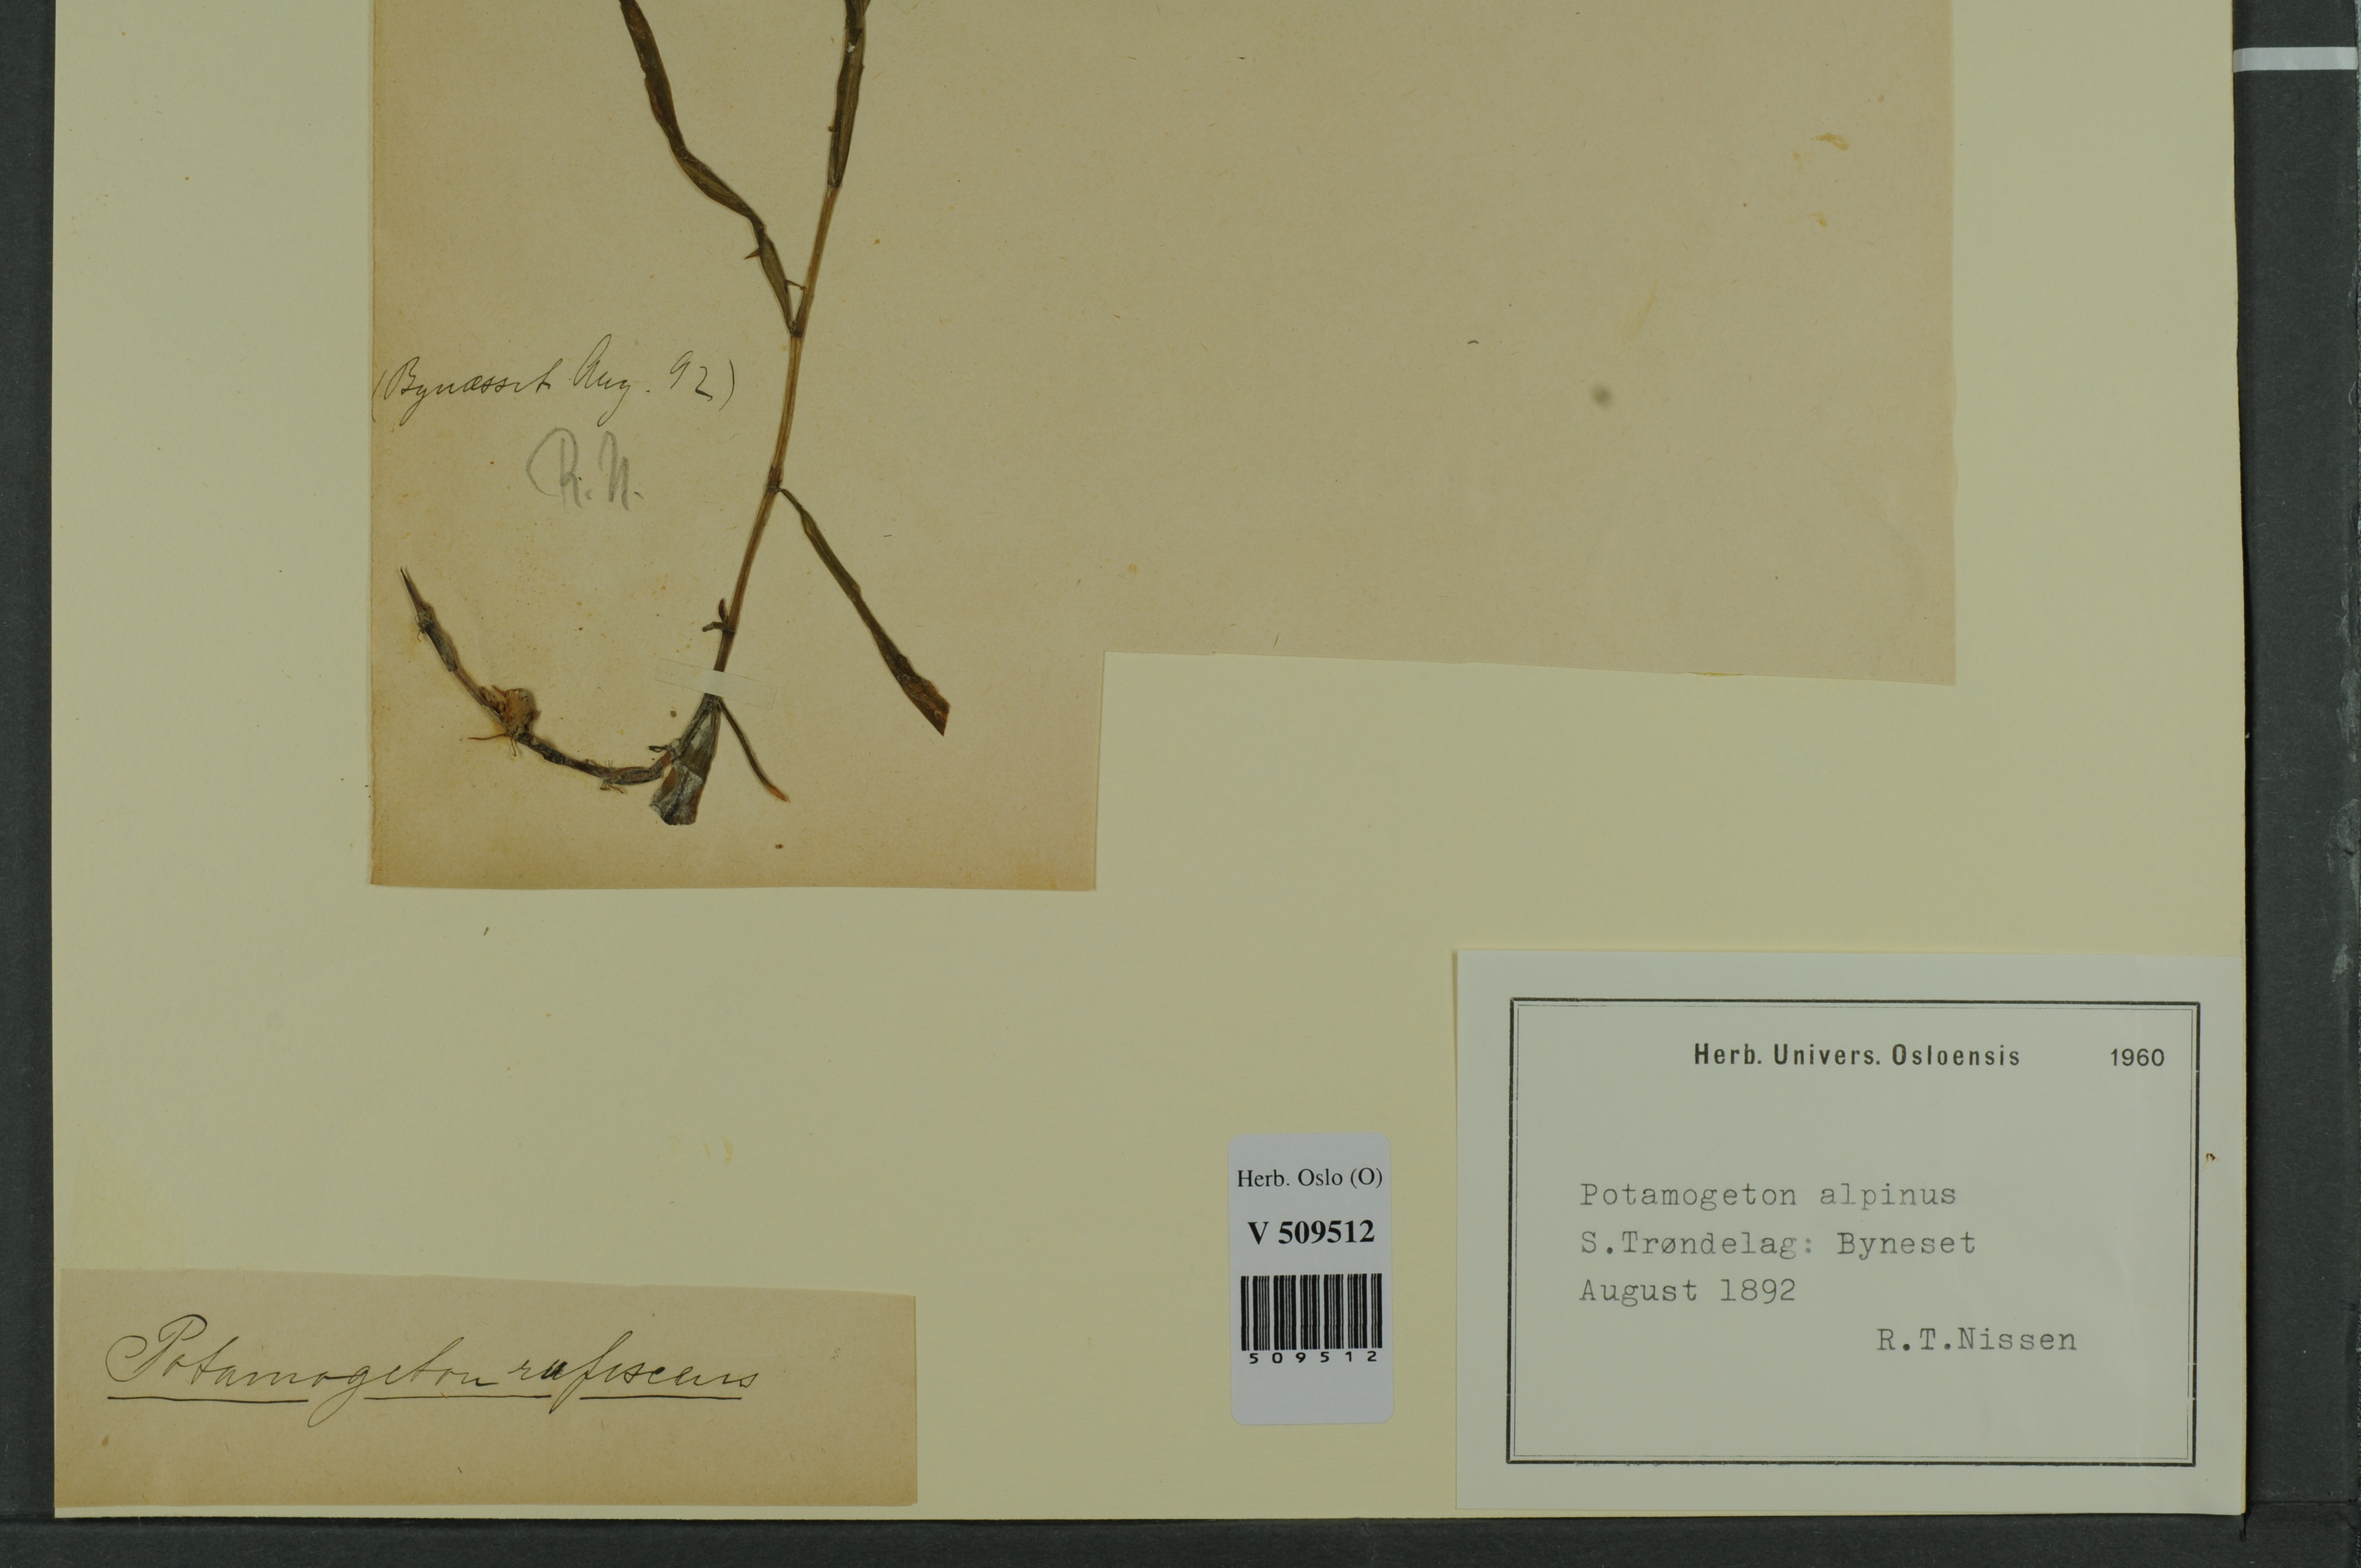 (Bynæsset Aug. 92)
R. N.
Herb. Univers. Osloensis 1960
Potamogeton alpinus
S.Trøndelag: Byneset
August 1892
R.T.Nissen
Herb. Oslo (O)
V 509512
509512
Potamogeton rufescens